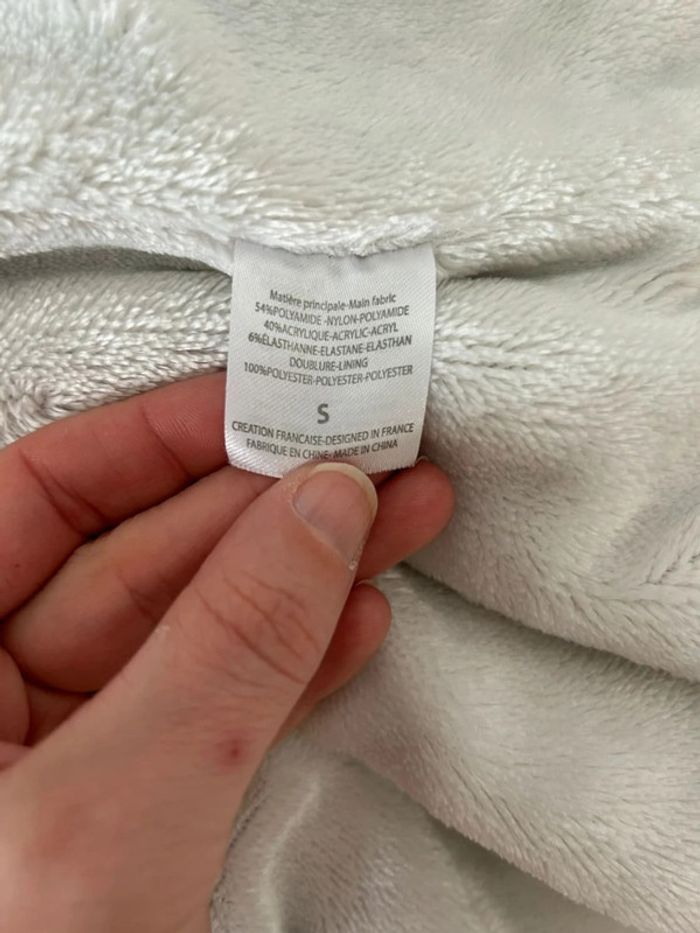 Matière principale-Main fabric
54%POLYAMIDE -NYLON-POLYAMIDE
40%ACRYLIQUE-ACRYLIC-ACRYL
6%ELASTHANNE-ELASTANE-ELASTHAN
DOUBLURE-LINING
100%POLYESTER-POLYESTER-POLYESTER
S
CREATION FRANCAISE-DESIGNED IN FRANCE
FABRIQUE EN CHINE- MADE IN CHINA